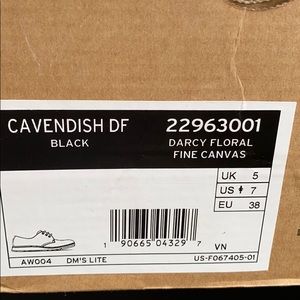 CAVENDISH DF
BLACK
22963001
DARCY FLORAL
FINE CANVAS
UK 5
US 7
EU 38
1 90665 04329 7
VN
AW004 DM'S LITE US-F067405-01